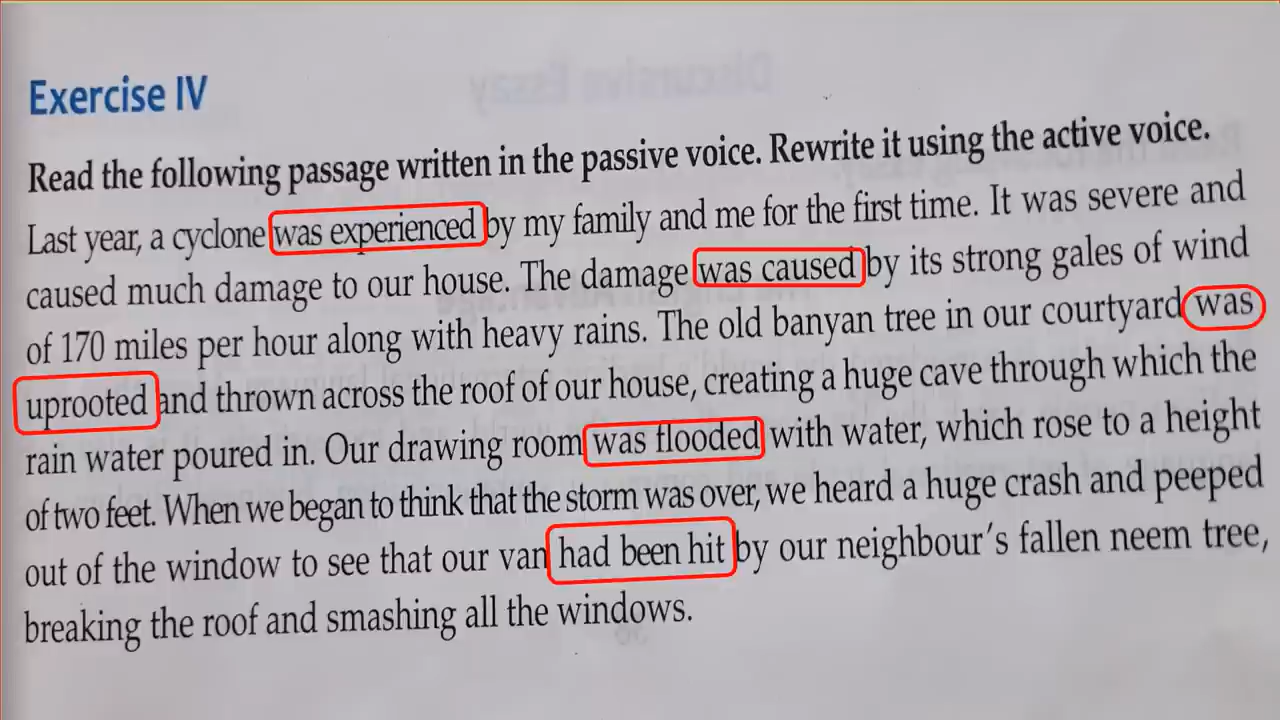 Exercise IV
Read the following passage written in the passive voice. Rewrite it using the active voice.
Last year, a cyclone was experienced by my family and me for the first time. It was severe and
caused much damage to our house. The damage was caused by its strong gales of wind
of 170 miles per hour along with heavy rains. The old banyan tree in our courtyard was
uprooted and thrown across the roof of our house, creating a huge cave through which the
rain water poured in. Our drawing room was flooded with water, which rose to a height
of two feet. When we began to think that the storm was over, we heard a huge crash and peeped
out of the window to see that our van had been hit by our neighbour's fallen neem tree,
breaking the roof and smashing all the windows.